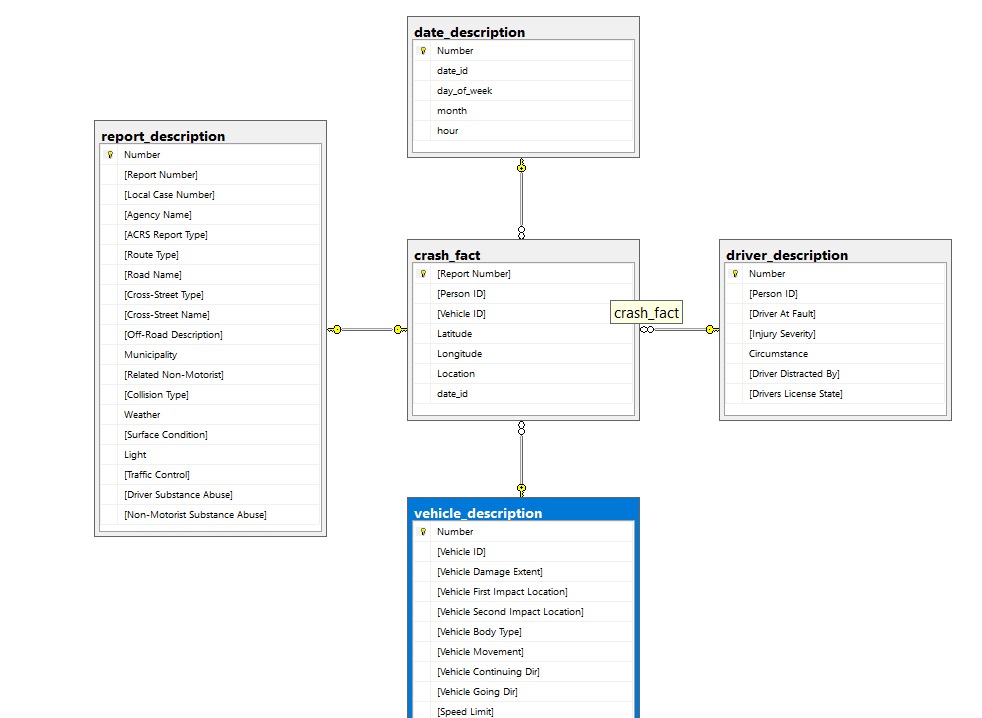 date_description
Number
date_id
day_of_week
month
hour
report_description
Number
[Report Number]
[Local Case Number]
[Agency Name]
[ACRS Report Type]
[Route Type]
[Road Name]
[Cross-Street Type]
[Cross-Street Name]
[Off-Road Description]
Municipality
[Related Non-Motorist]
[Collision Type]
Weather
[Surface Condition]
Light
[Traffic Control]
[Driver Substance Abuse]
[Non-Motorist Substance Abuse]
crash_fact
[Report Number]
[Person ID]
[Vehicle ID]
Latitude
Longitude
Location
date_id
crash_fact
driver_description
Number
[Person ID]
[Driver At Fault]
[Injury Severity]
Circumstance
[Driver Distracted By]
[Drivers License State]
vehicle_description
Number
[Vehicle ID]
[Vehicle Damage Extent]
[Vehicle First Impact Location]
[Vehicle Second Impact Location]
[Vehicle Body Type]
[Vehicle Movement]
[Vehicle Continuing Dir]
[Vehicle Going Dir]
[Speed Limit]